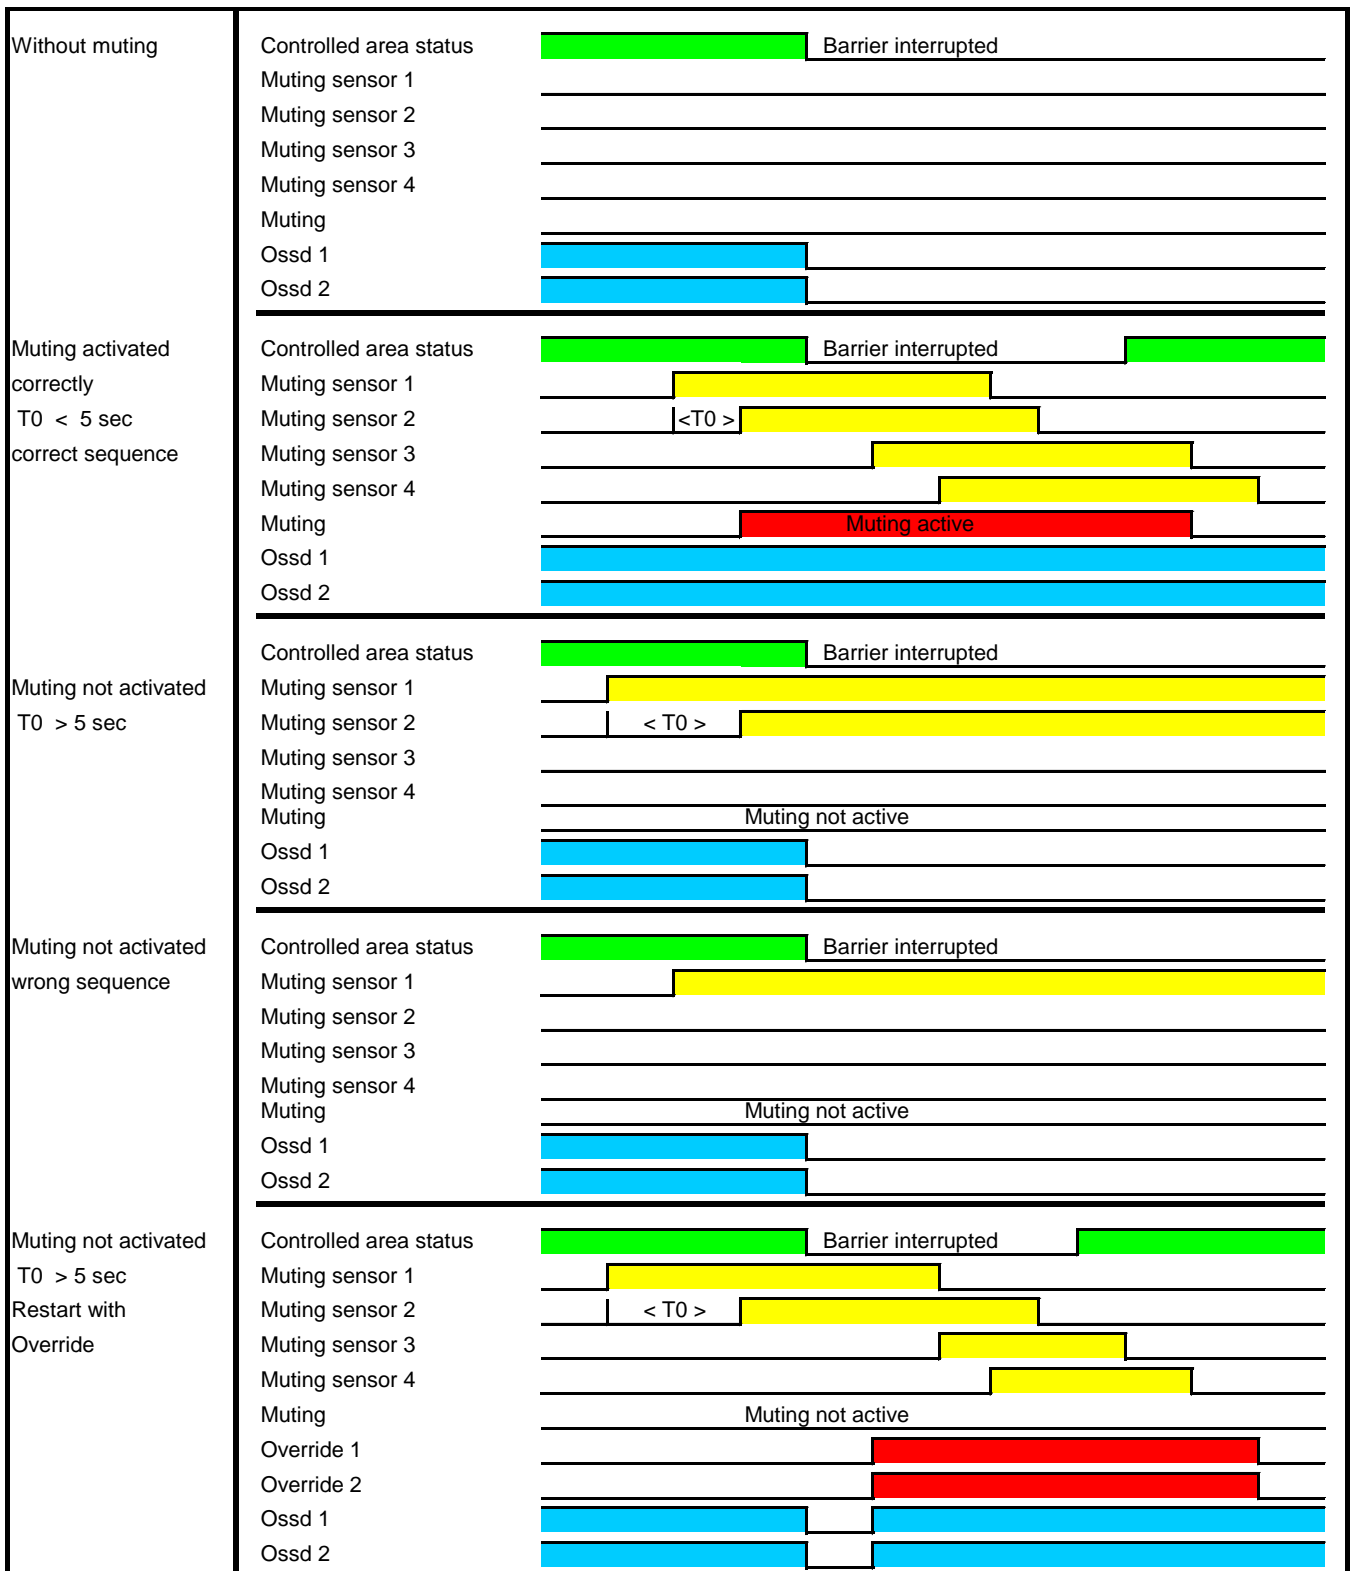 Without muting
Controlled area status
Barrier interrupted
Muting sensor 1
Muting sensor 2
Muting sensor 3
Muting sensor 4
Muting
Ossd 1
Ossd 2
Muting activated
correctly
T0 < 5 sec
correct sequence
Controlled area status
Barrier interrupted
Muting sensor 1
Muting sensor 2
<T0 >
Muting sensor 3
Muting sensor 4
Muting
Muting active
Ossd 1
Ossd 2
Muting not activated
T0 > 5 sec
Controlled area status
Barrier interrupted
Muting sensor 1
Muting sensor 2
< T0 >
Muting sensor 3
Muting sensor 4
Muting
Muting not active
Ossd 1
Ossd 2
Muting not activated
wrong sequence
Controlled area status
Barrier interrupted
Muting sensor 1
Muting sensor 2
Muting sensor 3
Muting sensor 4
Muting
Muting not active
Ossd 1
Ossd 2
Muting not activated
T0 > 5 sec
Restart with
Override
Controlled area status
Barrier interrupted
Muting sensor 1
Muting sensor 2
< T0 >
Muting sensor 3
Muting sensor 4
Muting
Muting not active
Override 1
Override 2
Ossd 1
Ossd 2